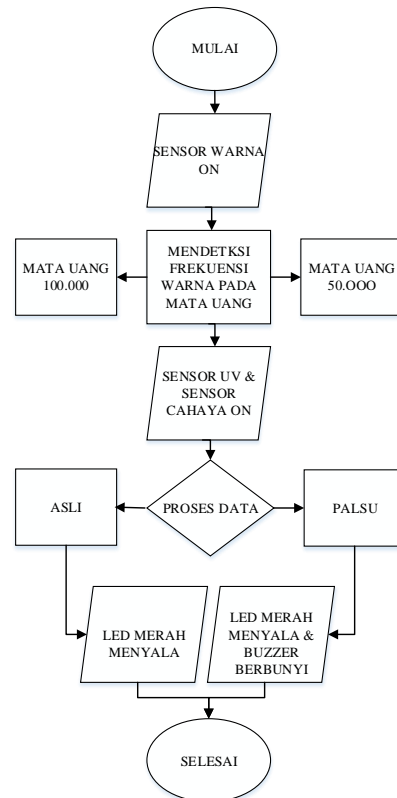 MULAI
SENSOR WARNA
ON
MENDETKSI
FREKUENSI
WARNA PADA
MATA UANG
MATA UANG
100.000
MATA UANG
50.OOO
SENSOR UV &
SENSOR
CAHAYA ON
PROSES DATA
ASLI
PALSU
LED MERAH
MENYALA
LED MERAH
MENYALA &
BUZZER
BERBUNYI
SELESAI